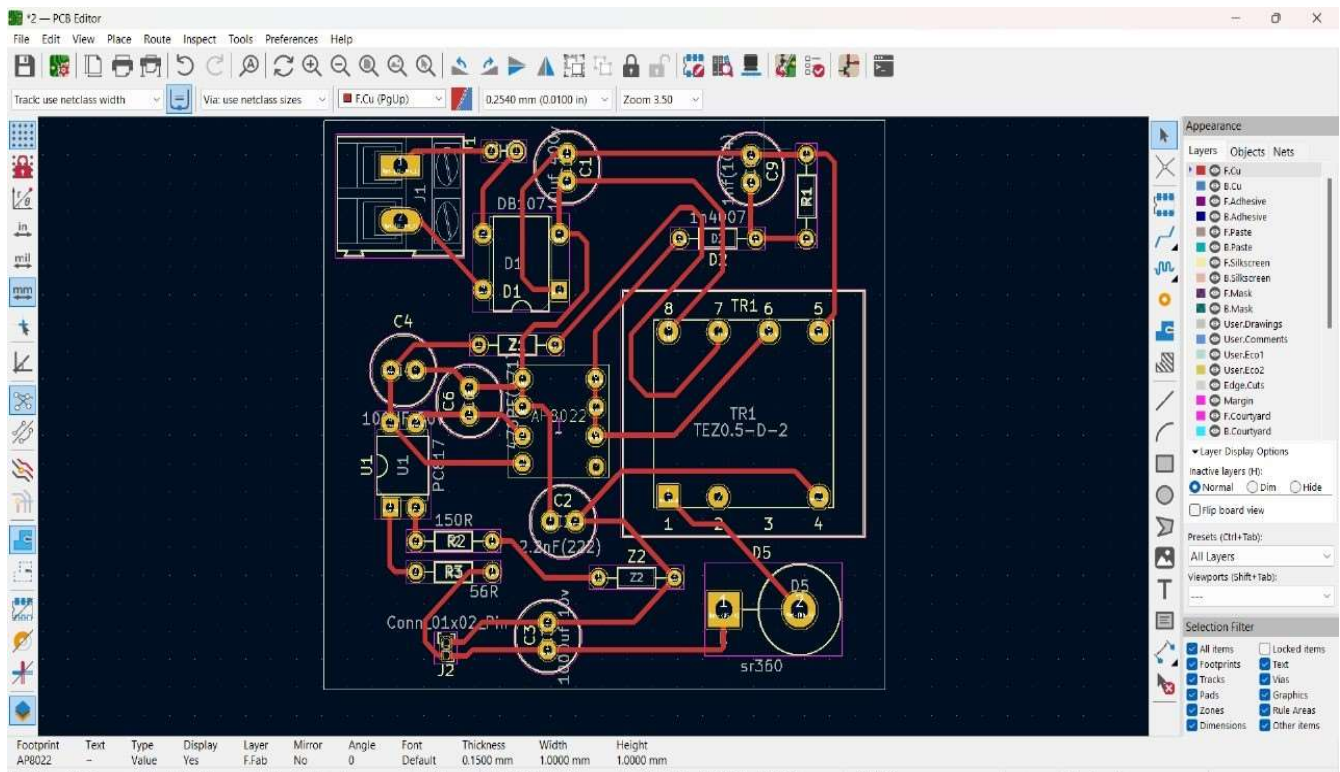 *2 — PCB Editor
File Edit View Place Route Inspect Tools Preferences Help
Track: use netclass width
Via: use netclass sizes
F.Cu (PgUp)
0.2540 mm (0.0100 in)
Zoom 3.50
in
mil
mm
J1
C1
C9
R1
DB107
1n4007
D2
D1
D1
TR1
8 7 6 5
C4
Z1
C6
AP8022
TR1
TEZ0.5-D-2
U1
U1
PC817
C2
1 2 3 4
150R
R2
2.2nF(222)
Z2
Z2
D5
R3
56R
D5
1 2
Conn_01x02_Pin
C3
1000uf 10v
J2
sr360
Appearance
Layers Objects Nets
F.Cu
B.Cu
F.Adhesive
B.Adhesive
F.Paste
B.Paste
F.Silkscreen
B.Silkscreen
F.Mask
B.Mask
User.Drawings
User.Comments
User.Eco1
User.Eco2
Edge.Cuts
Margin
F.Courtyard
B.Courtyard
Layer Display Options
Inactive layers (H):
Normal Dim Hide
Flip board view
Presets (Ctrl+Tab):
All Layers
Viewports (Shift+Tab):
---
Selection Filter
All items Locked items
Footprints Text
Tracks Vias
Pads Graphics
Zones Rule Areas
Dimensions Other items
Footprint Text Type Display Layer Mirror Angle Font Thickness Width Height
AP8022 – Value Yes F.Fab No 0 Default 0.1500 mm 1.0000 mm 1.0000 mm